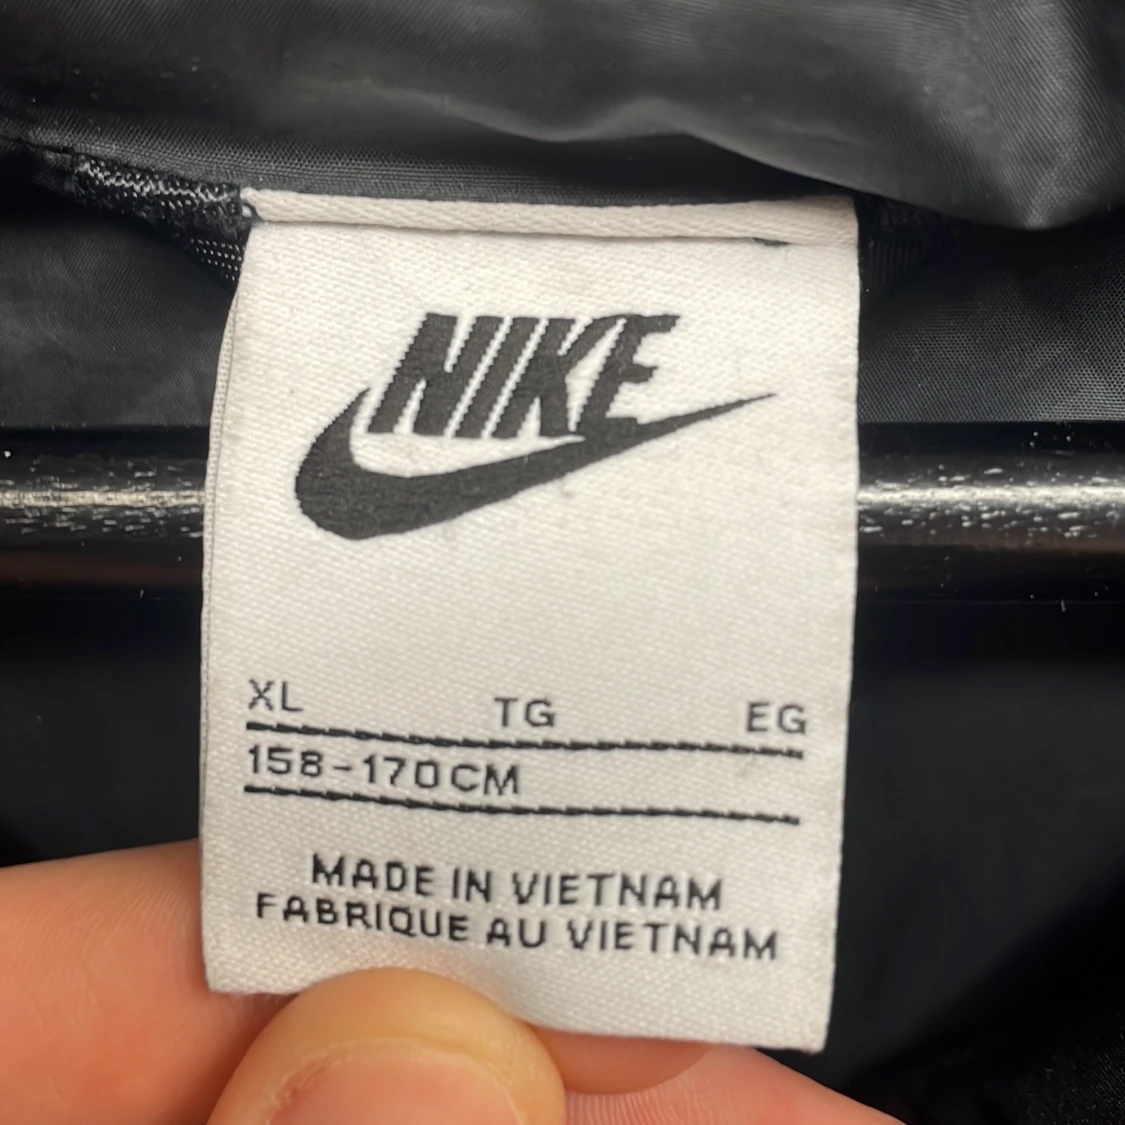 NIKE
XL TG EG
158-170CM
MADE IN VIETNAM
FABRIQUE AU VIETNAM